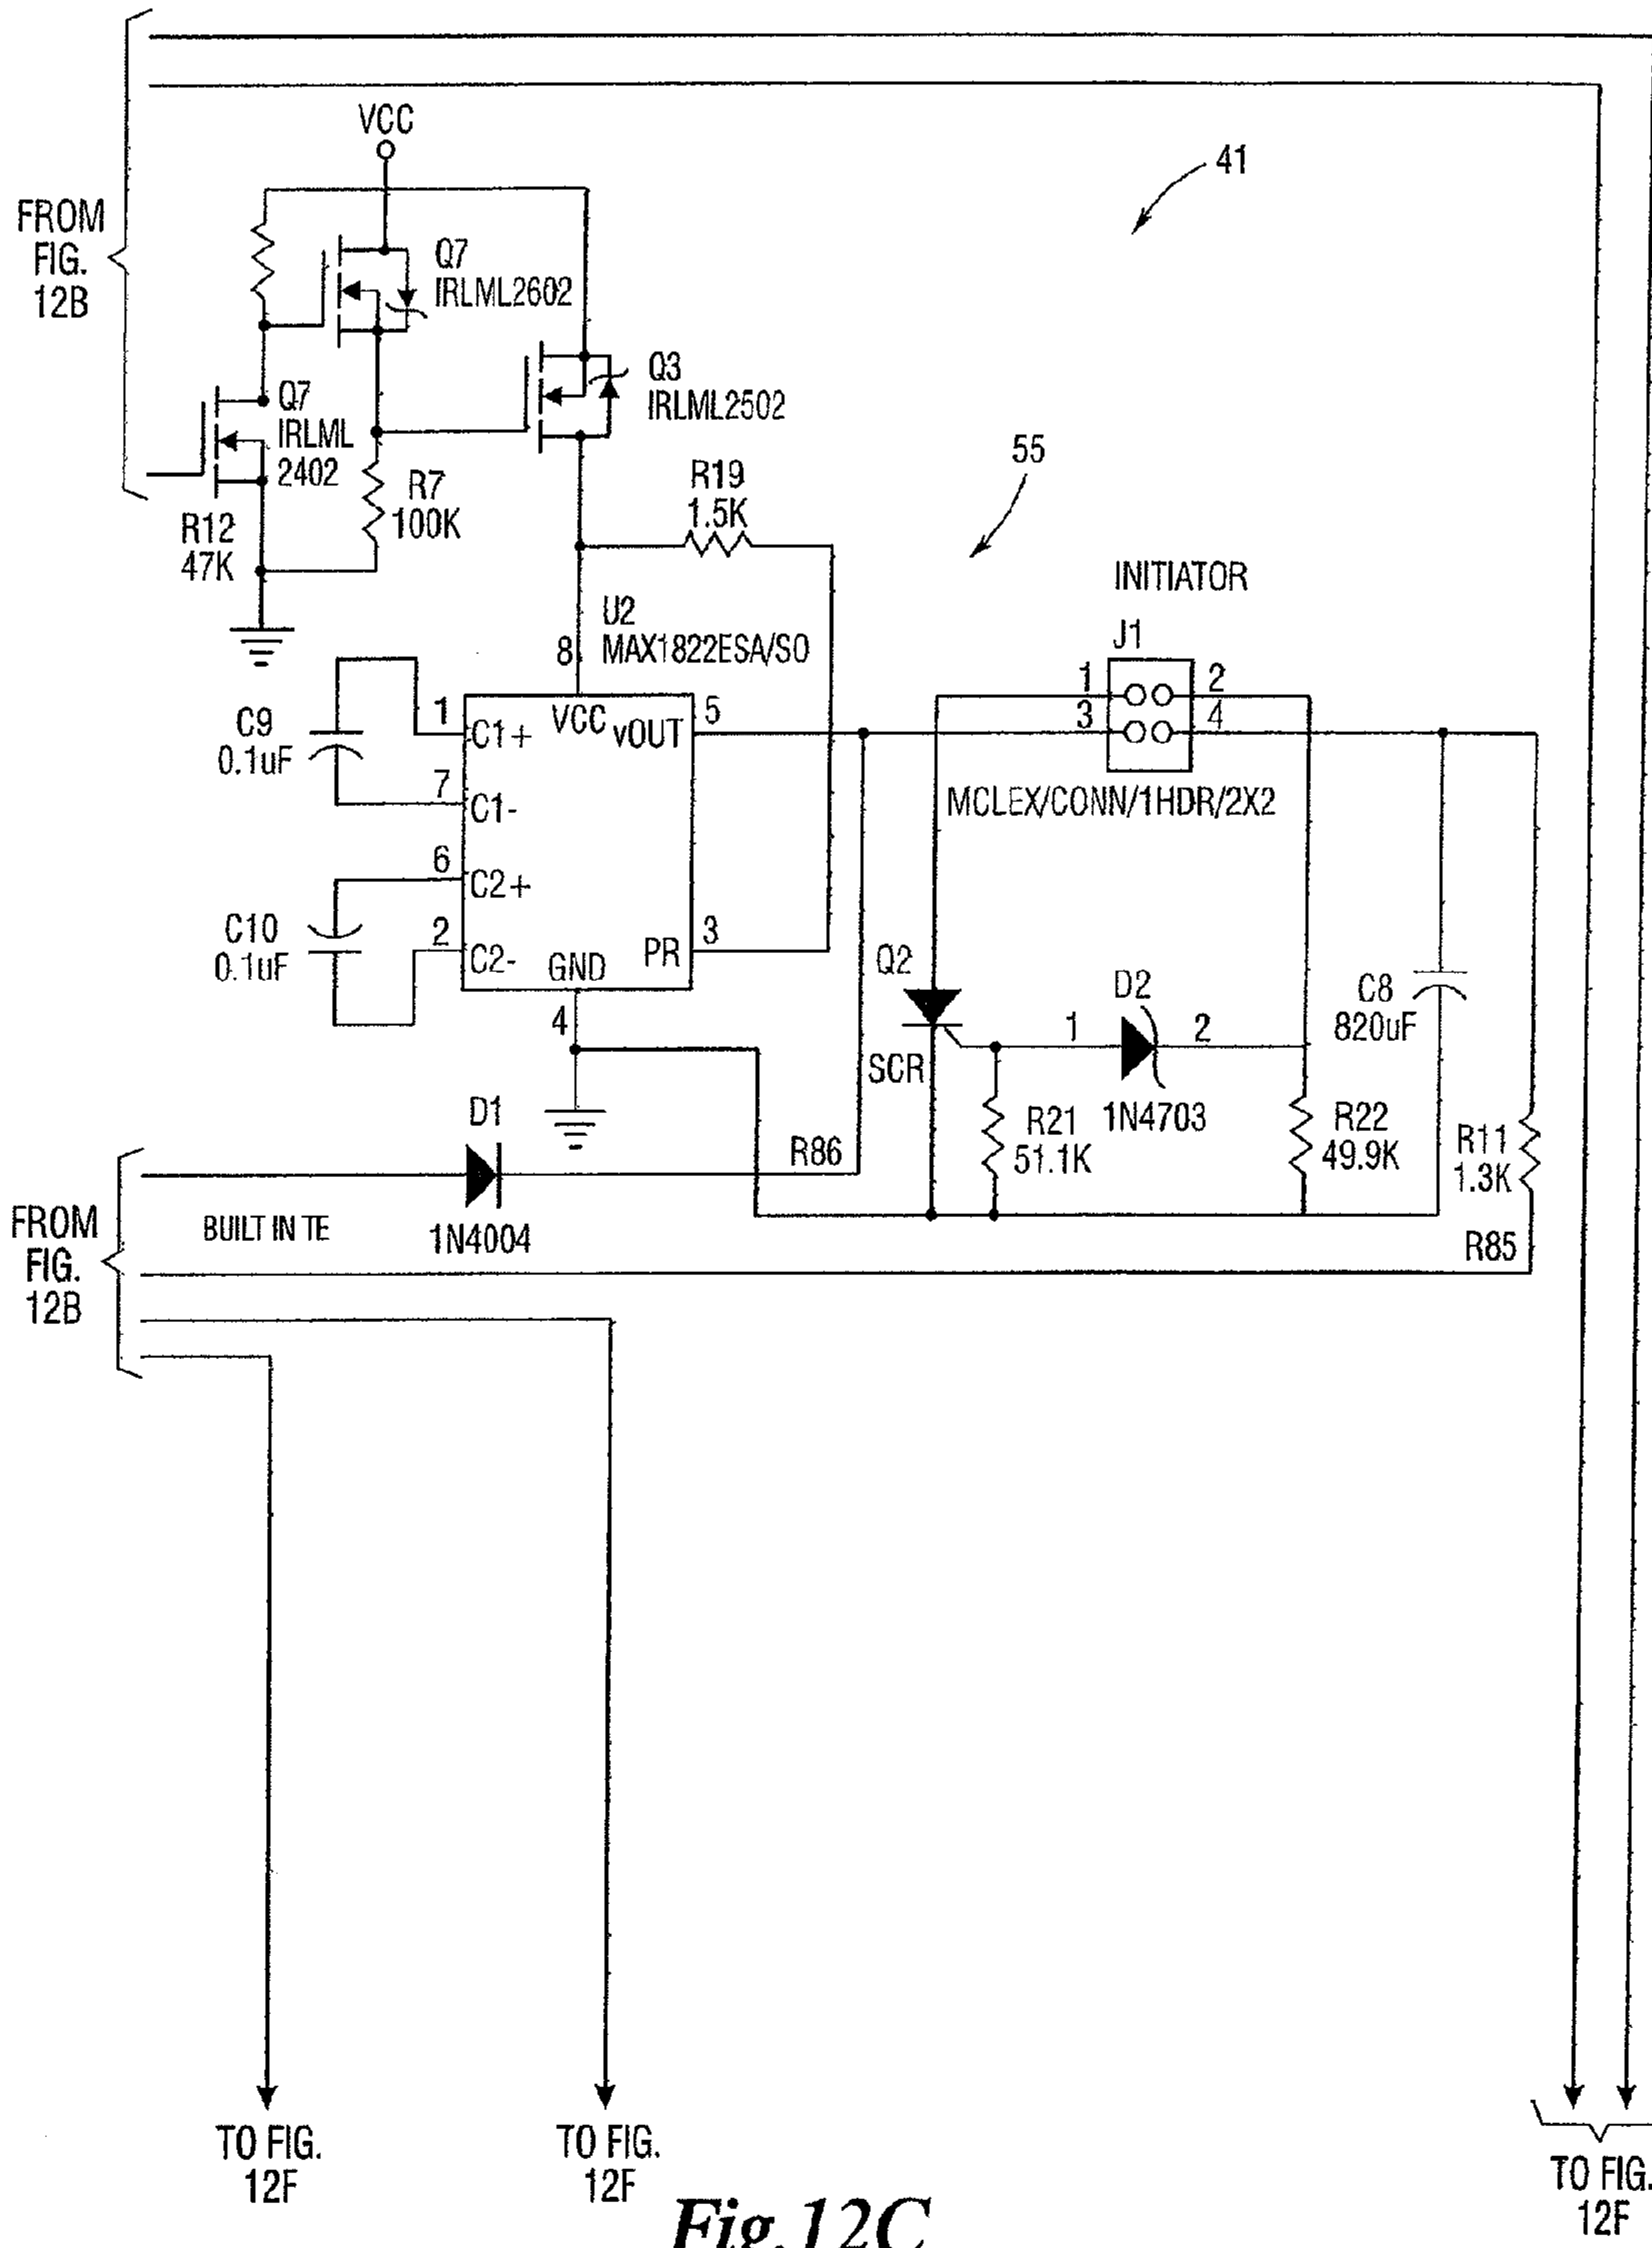 VCC
41
FROM
FIG.
12B
Q7
IRLML2602
Q3
IRLML2502
Q7
IRLML
2402
R7
100K
R12
47K
R19
1.5K
55
INITIATOR
J1
U2
MAX1822ESA/SO
8
1
2
3
4
C9
0.1uF
1
C1+
VCC
vOUT
5
7
C1-
MCLEX/CONN/1HDR/2X2
6
C2+
C10
0.1uF
2
C2-
GND
PR
3
4
Q2
SCR
D2
1
2
1N4703
C8
820uF
R21
51.1K
R22
49.9K
R11
1.3K
D1
1N4004
R86
FROM
FIG.
12B
BUILT IN TE
R85
TO FIG.
12F
TO FIG.
12F
TO FIG.
12F
Fig.12C